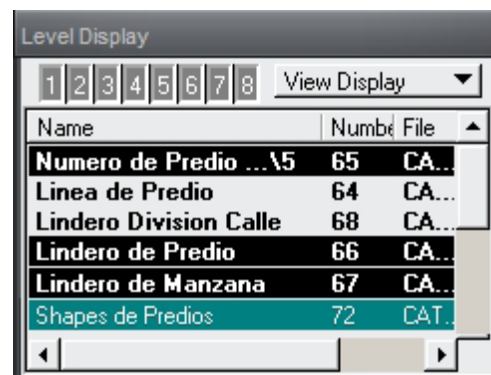 Level Display
1 2 3 4 5 6 7 8 View Display
Name Numbe File
Numero de Predio ...\5 65 CA...
Linea de Predio 64 CA...
Lindero Division Calle 68 CA...
Lindero de Predio 66 CA...
Lindero de Manzana 67 CA...
Shapes de Predios 72 CAT...